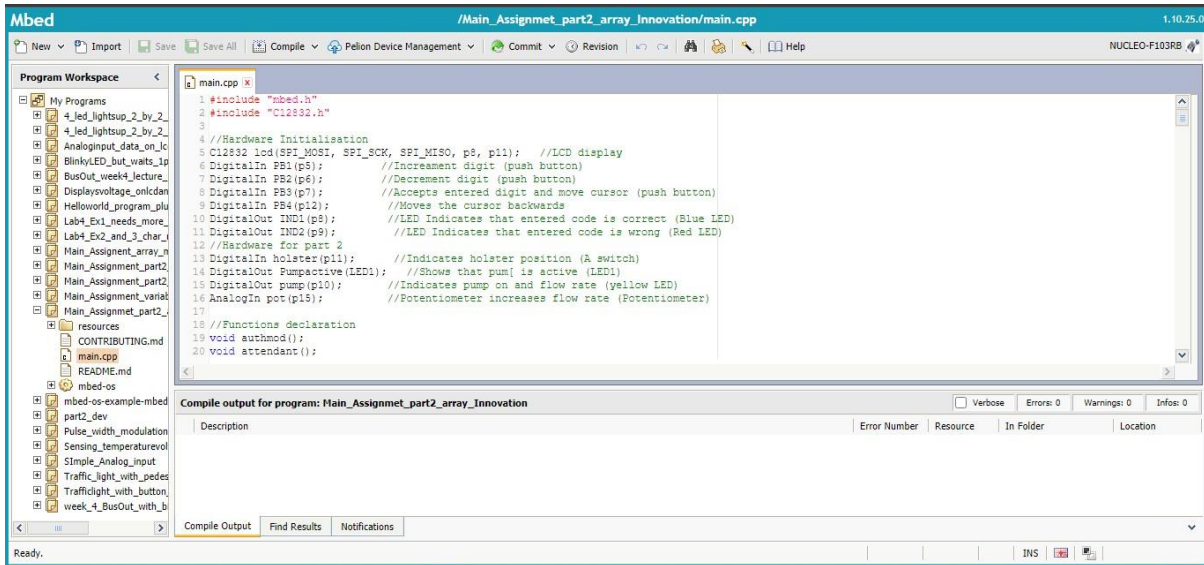 Mbed
/Main_Assignmet_part2_array_Innovation/main.cpp
1.10.25.0
New Import Save Save All Compile Pelion Device Management Commit Revision Help
NUCLEO-F103RB
Program Workspace
My Programs
4_led_lightsup_2_by_2_
4_led_lightsup_2_by_2_
Analoginput_data_on_lc
BlinkyLED_but_waits_1p
BusOut_week4_lecture_
Displaysvoltage_onlcdan
Helloworld_program_plu
Lab4_Ex1_needs_more_
Lab4_Ex2_and_3_char_
Main_Assigment_array_n
Main_Assignment_part2_
Main_Assignment_part2_
Main_Assignment_variab
Main_Assignmet_part2_
resources
CONTRIBUTING.md
main.cpp
README.md
mbed-os
mbed-os-example-mbed
part2_dev
Pulse_width_modulation
Sensing_temperaturevol
SImple_Analog_input
Traffic_light_with_pedes
Trafficlight_with_button_
week_4_BusOut_with_b
main.cpp x
1 #include "mbed.h"
2 #include "C12832.h"
3
4 //Hardware Initialisation
5 C12832 lcd(SPI_MOSI, SPI_SCK, SPI_MISO, p8, p11); //LCD display
6 DigitalIn PB1(p5); //Increament digit (push button)
7 DigitalIn PB2(p6); //Decrement digit (push button)
8 DigitalIn PB3(p7); //Accepts entered digit and move cursor (push button)
9 DigitalIn PB4(p12); //Moves the cursor backwards
10 DigitalOut IND1(p8); //LED Indicates that entered code is correct (Blue LED)
11 DigitalOut IND2(p9); //LED Indicates that entered code is wrong (Red LED)
12 //Hardware for part 2
13 DigitalIn holster(p11); //Indicates holster position (A switch)
14 DigitalOut Pumpactive(LED1); //Shows that pum[ is active (LED1)
15 DigitalOut pump(p10); //Indicates pump on and flow rate (yellow LED)
16 AnalogIn pot(p15); //Potentiometer increases flow rate (Potentiometer)
17
18 //Functions declaration
19 void authmod();
20 void attendant();
Compile output for program: Main_Assignmet_part2_array_Innovation
Verbose Errors: 0 Warnings: 0 Infos: 0
Description Error Number Resource In Folder Location
Compile Output Find Results Notifications
Ready.
INS